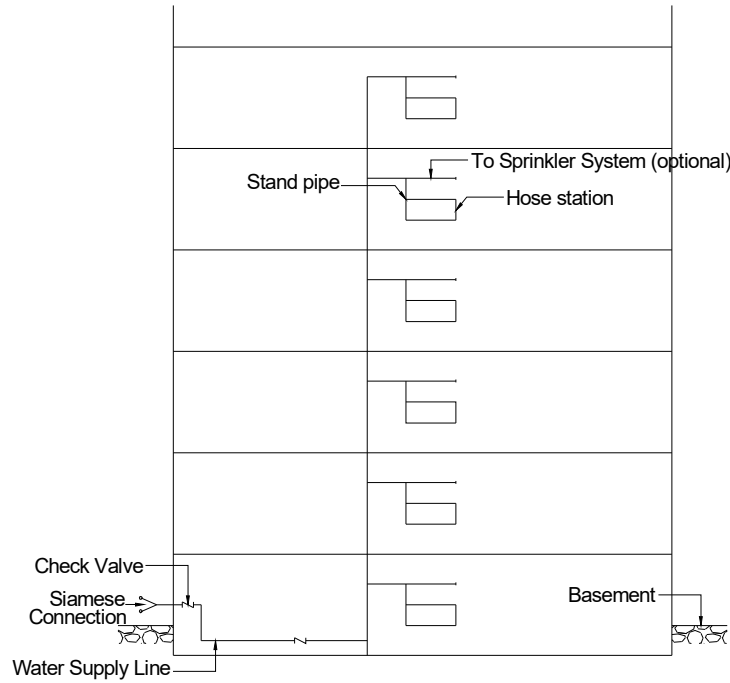 To Sprinkler System (optional)
Stand pipe
Hose station
Check Valve
Siamese
Connection
Basement
Water Supply Line